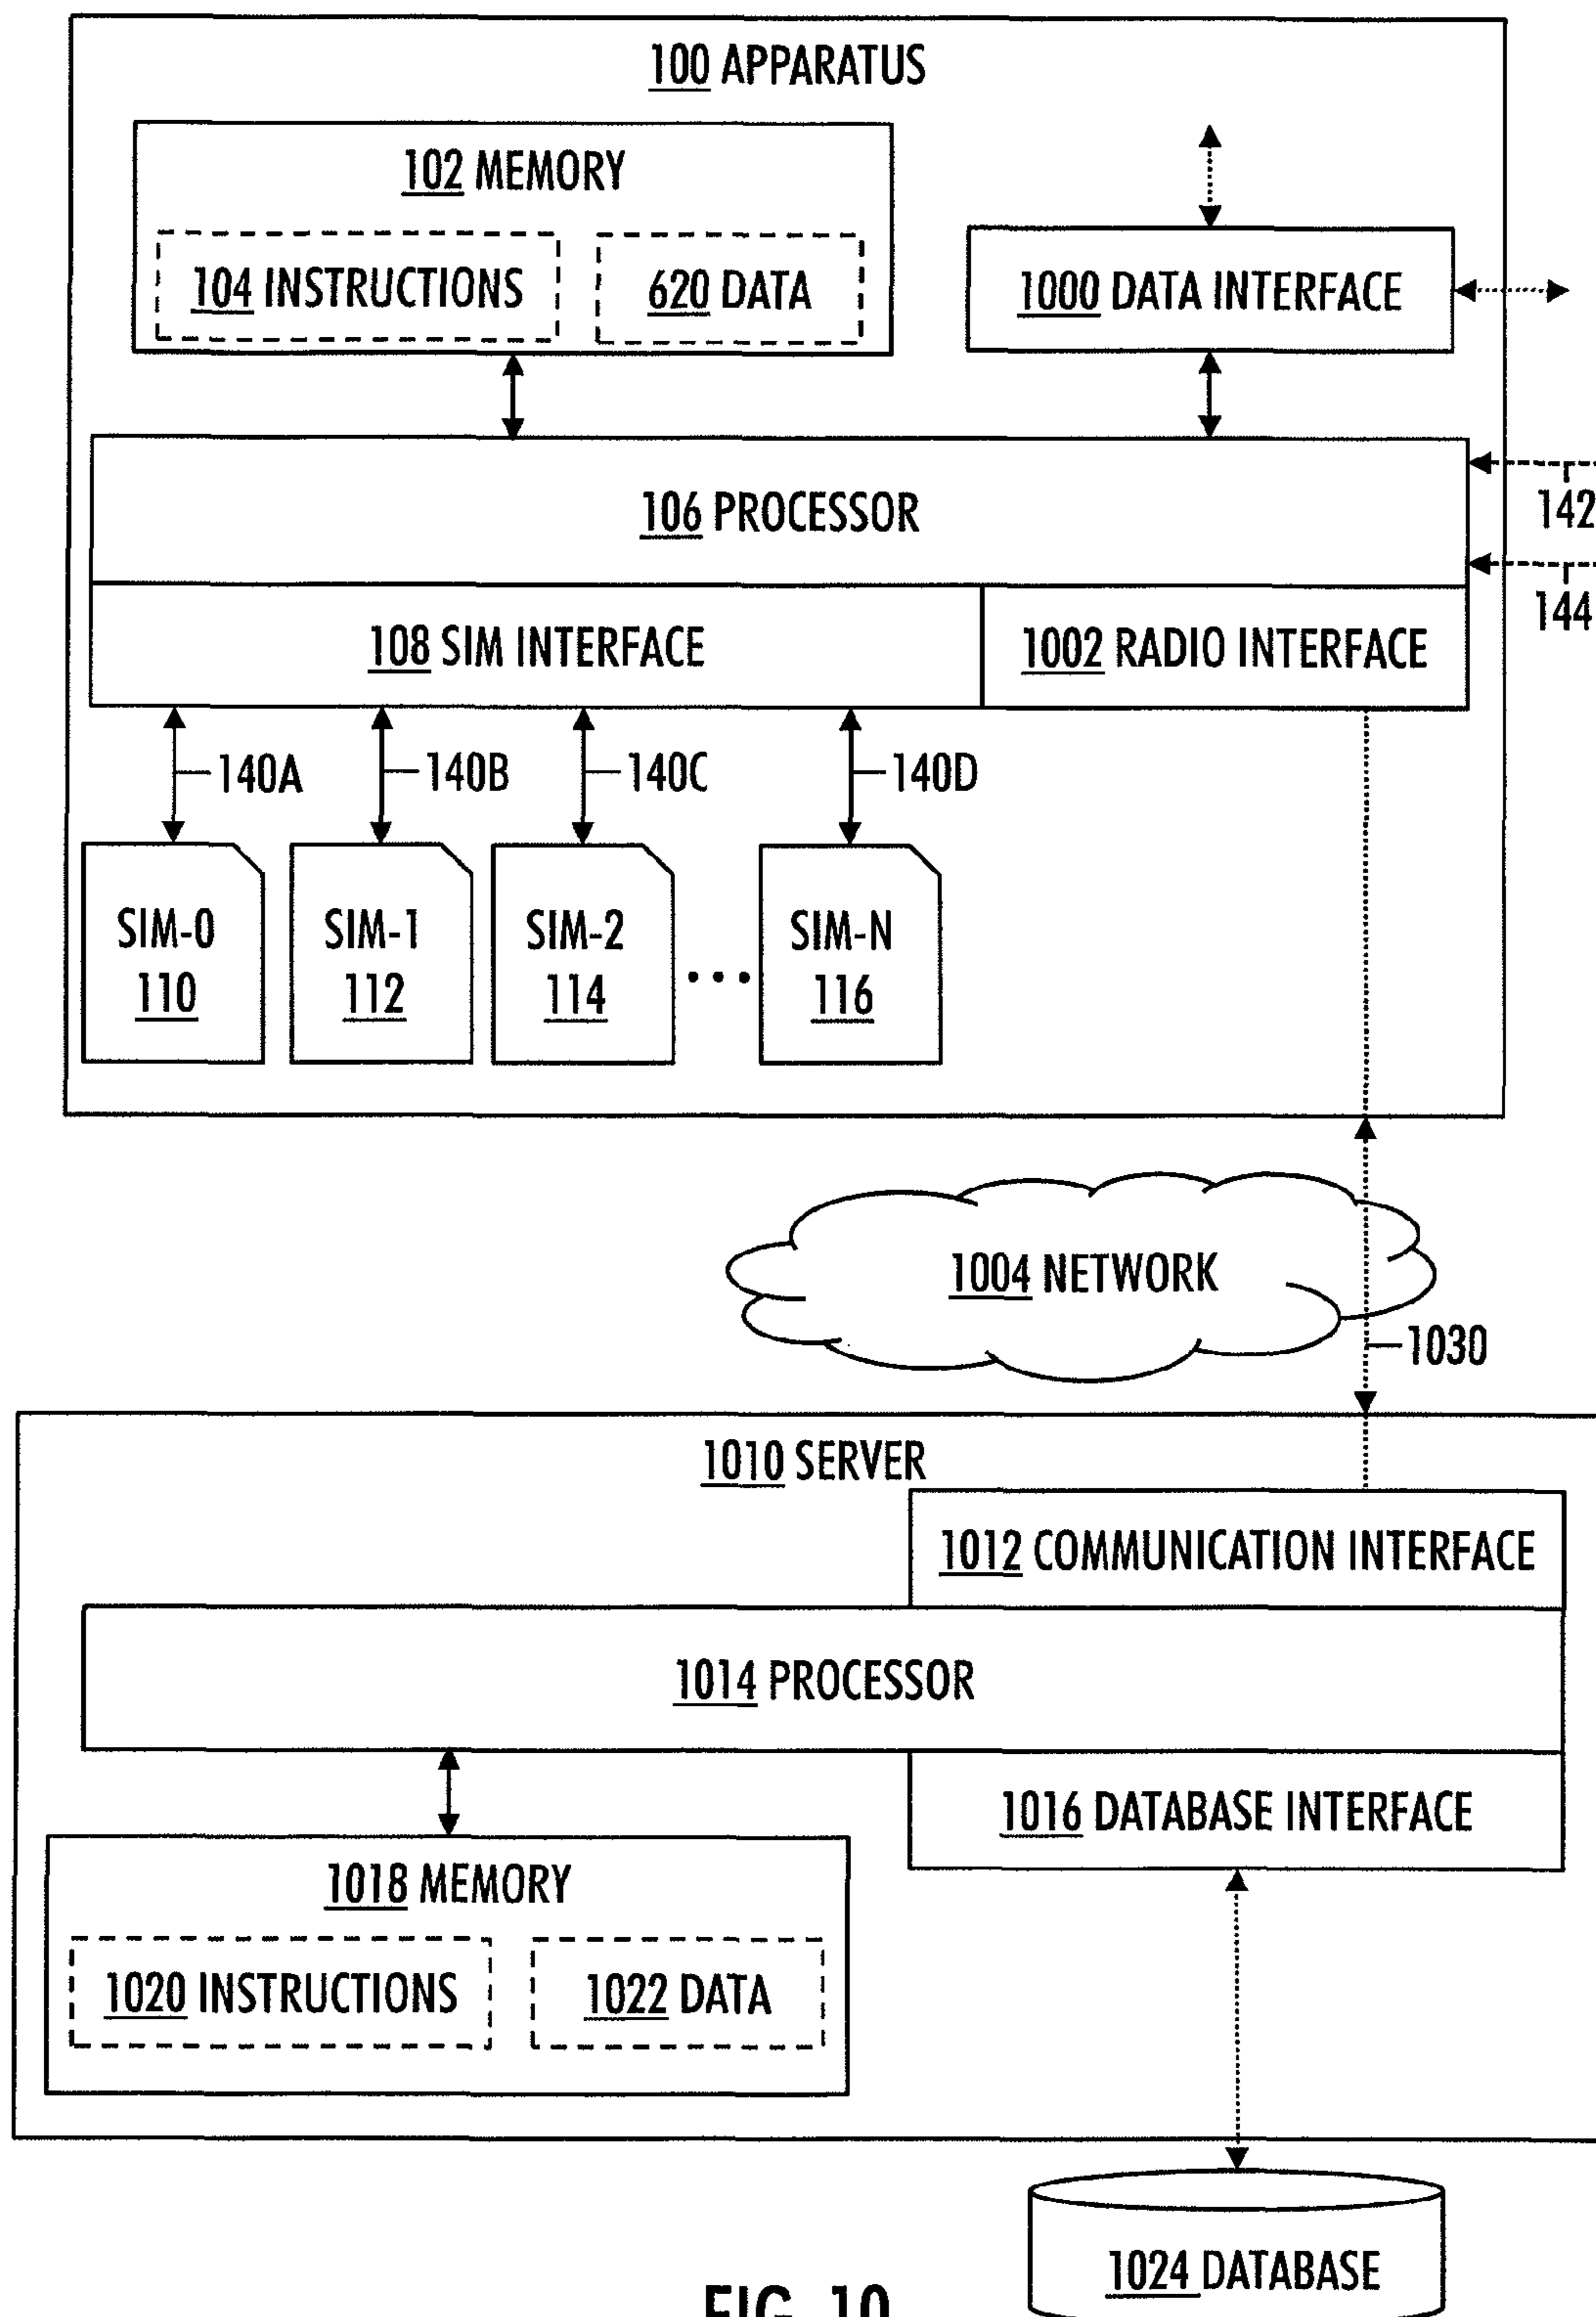 100 APPARATUS
102 MEMORY
104 INSTRUCTIONS
620 DATA
1000 DATA INTERFACE
106 PROCESSOR
142
144
108 SIM INTERFACE
1002 RADIO INTERFACE
140A
140B
140C
140D
SIM-0
110
SIM-1
112
SIM-2
114
...
SIM-N
116
1004 NETWORK
1030
1010 SERVER
1012 COMMUNICATION INTERFACE
1014 PROCESSOR
1016 DATABASE INTERFACE
1018 MEMORY
1020 INSTRUCTIONS
1022 DATA
1024 DATABASE
FIG. 10